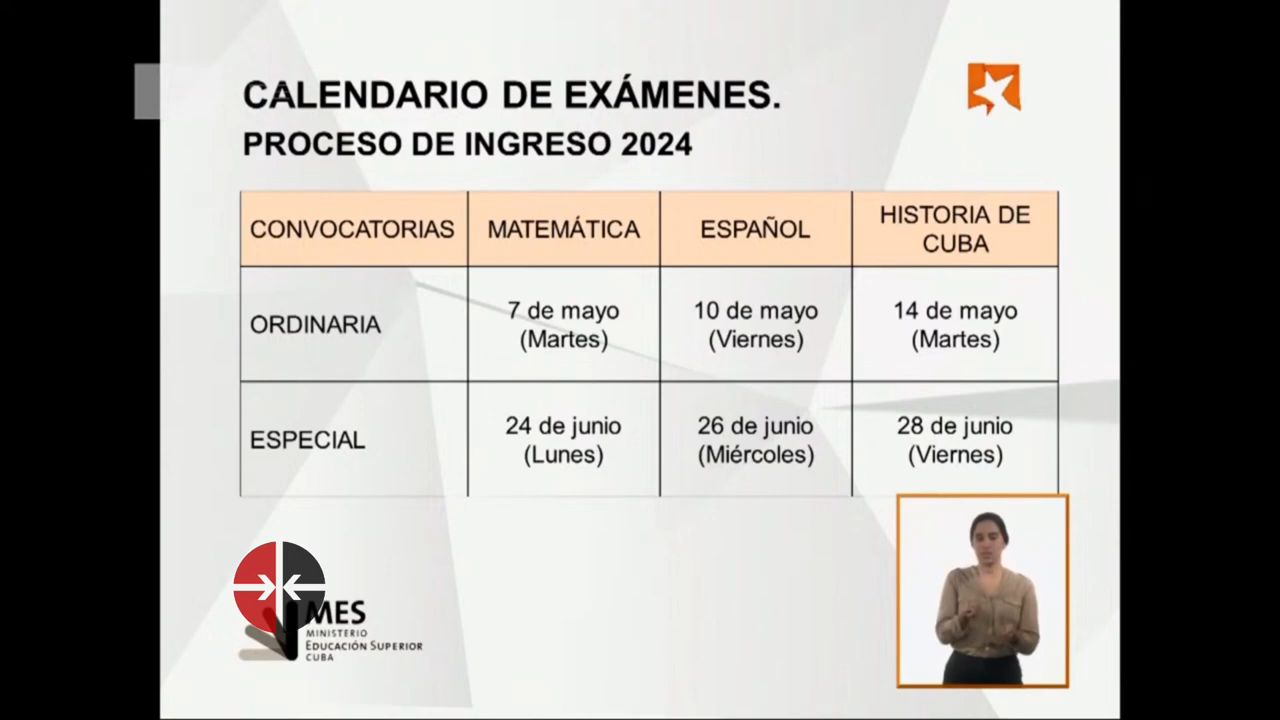 CALENDARIO DE EXÁMENES.
PROCESO DE INGRESO 2024
CONVOCATORIAS
MATEMÁTICA
ESPAÑOL
HISTORIA DE
CUBA
ORDINARIA
7 de mayo
(Martes)
10 de mayo
(Viernes)
14 de mayo
(Martes)
ESPECIAL
24 de junio
(Lunes)
26 de junio
(Miércoles)
28 de junio
(Viernes)
MES
MINISTERIO
EDUCACIÓN SUPERIOR
CUBA